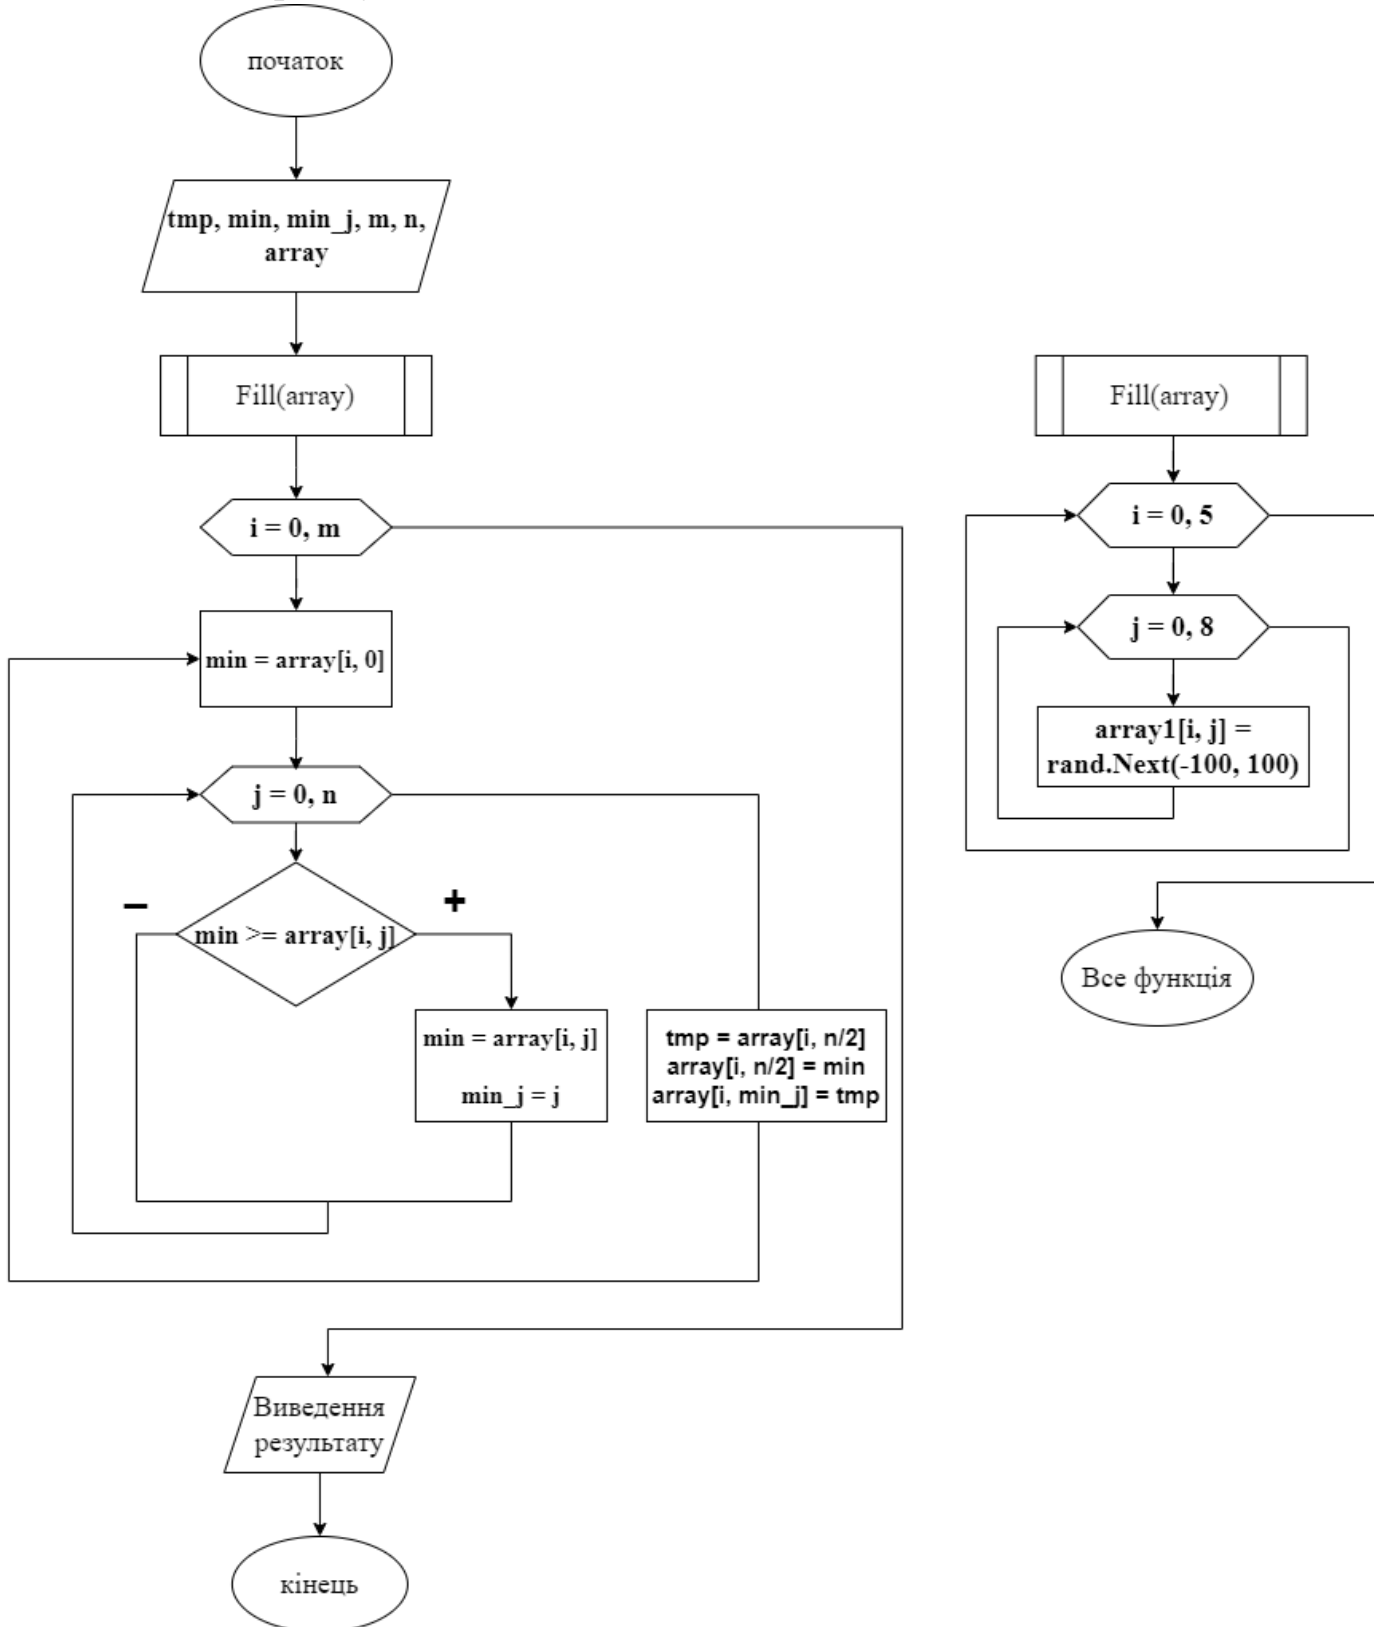 початок
tmp, min, min_j, m, n,
array
Fill(array)
i = 0, m
min = array[i, 0]
j = 0, n
–
+
min >= array[i, j]
min = array[i, j]
min_j = j
tmp = array[i, n/2]
array[i, n/2] = min
array[i, min_j] = tmp
Виведення
результату
кінець
Fill(array)
i = 0, 5
j = 0, 8
array1[i, j] =
rand.Next(-100, 100)
Все функція